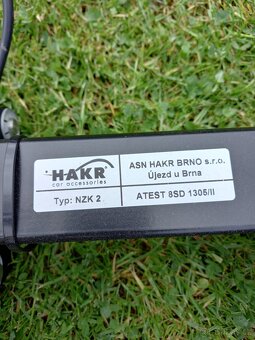 HAKR
car accessories
Typ: NZK 2
ASN HAKR BRNO s.r.o.
Újezd u Brna
ATEST 8SD 1305/II